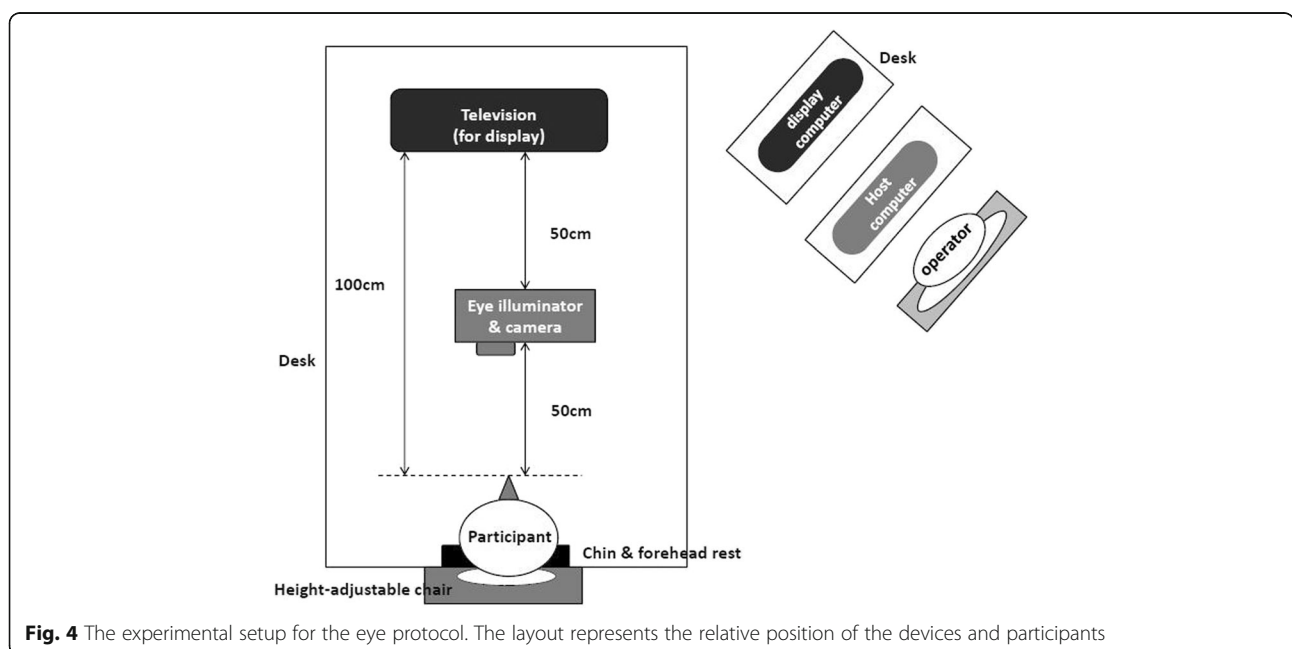 Television
(for display)
50cm
100cm
Eye illuminator
& camera
Desk
50cm
Participant
Chin & forehead rest
Height-adjustable chair
Desk
display
computer
Host
computer
operator
Fig. 4 The experimental setup for the eye protocol. The layout represents the relative position of the devices and participants